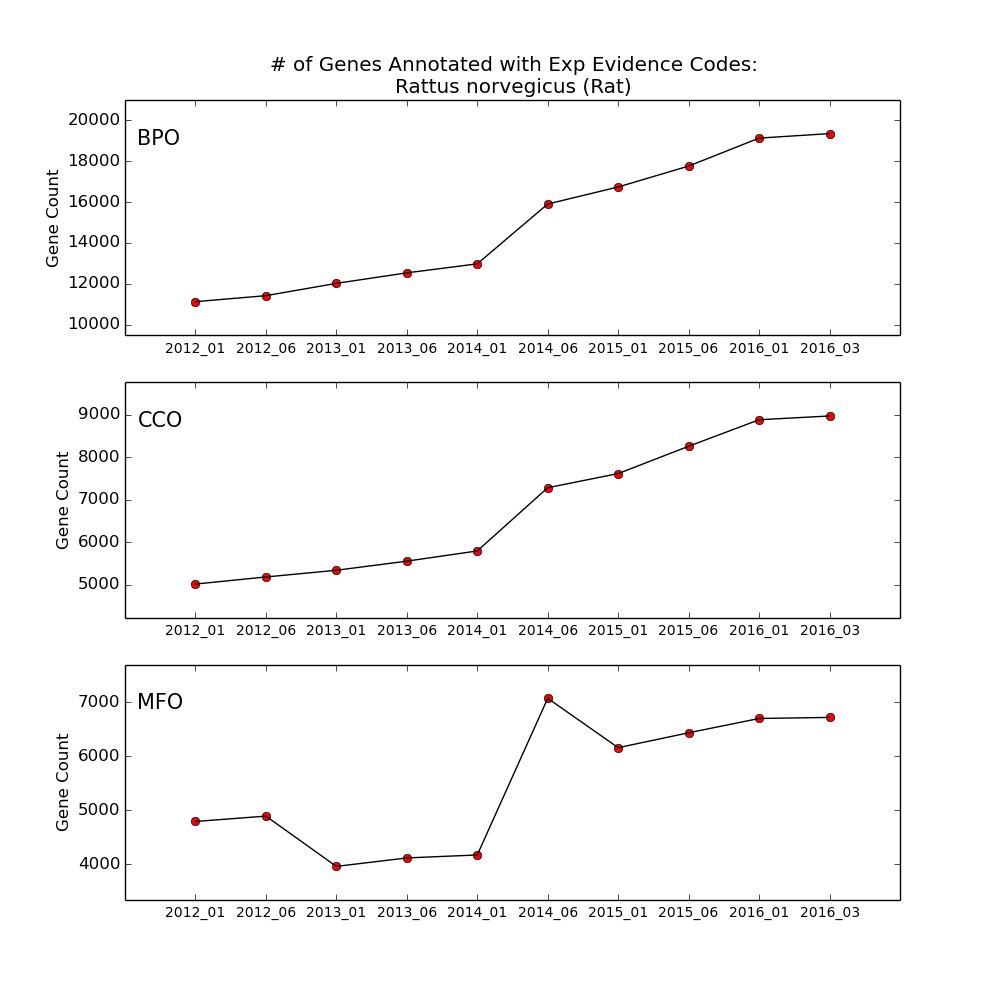 # of Genes Annotated with Exp Evidence Codes:
Rattus norvegicus (Rat)
BPO
Gene Count
20000
18000
16000
14000
12000
10000
2012_01 2012_06 2013_01 2013_06 2014_01 2014_06 2015_01 2015_06 2016_01 2016_03
CCO
Gene Count
9000
8000
7000
6000
5000
2012_01 2012_06 2013_01 2013_06 2014_01 2014_06 2015_01 2015_06 2016_01 2016_03
MFO
Gene Count
7000
6000
5000
4000
2012_01 2012_06 2013_01 2013_06 2014_01 2014_06 2015_01 2015_06 2016_01 2016_03